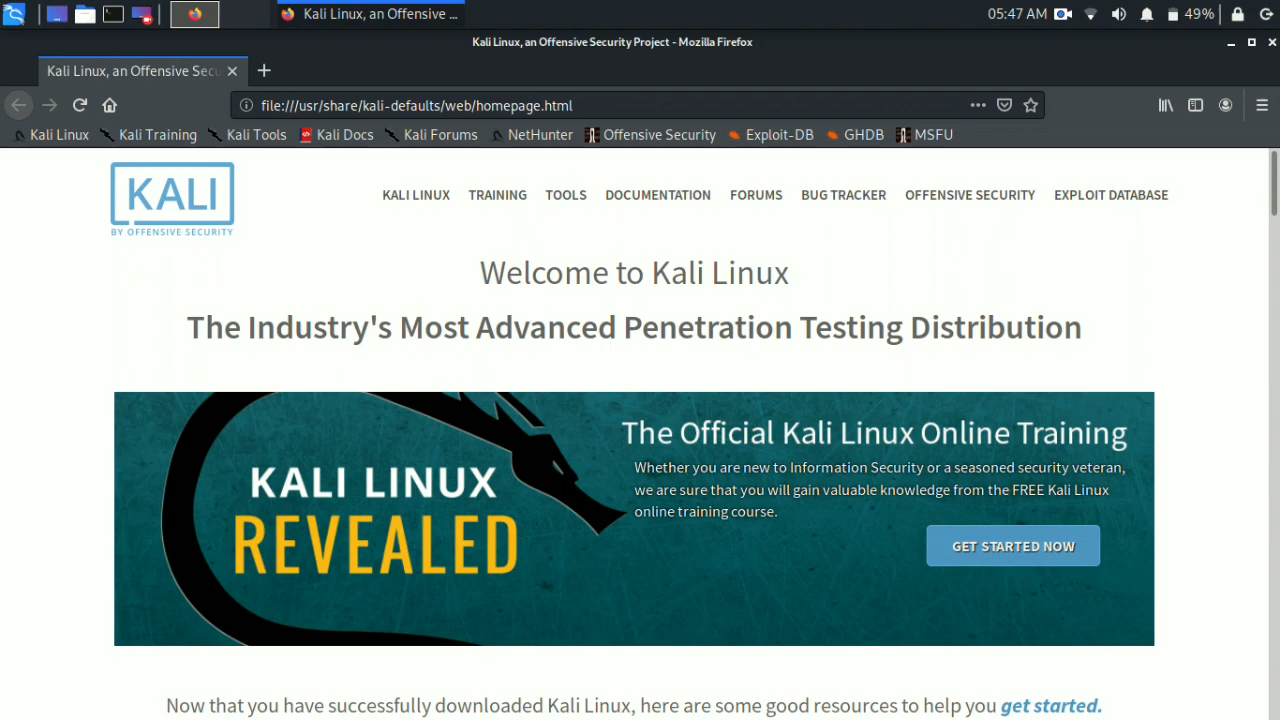 Kali Linux, an Offensive ...
05:47 AM
49%
Kali Linux, an Offensive Security Project - Mozilla Firefox
Kali Linux, an Offensive Secu
file:///usr/share/kali-defaults/web/homepage.html
Kali Linux Kali Training Kali Tools Kali Docs Kali Forums NetHunter Offensive Security Exploit-DB GHDB MSFU
KALI
BY OFFENSIVE SECURITY
KALI LINUX TRAINING TOOLS DOCUMENTATION FORUMS BUG TRACKER OFFENSIVE SECURITY EXPLOIT DATABASE
Welcome to Kali Linux
The Industry's Most Advanced Penetration Testing Distribution
KALI LINUX
REVEALED
The Official Kali Linux Online Training
Whether you are new to Information Security or a seasoned security veteran,
we are sure that you will gain valuable knowledge from the FREE Kali Linux
online training course.
GET STARTED NOW
Now that you have successfully downloaded Kali Linux, here are some good resources to help you get started.